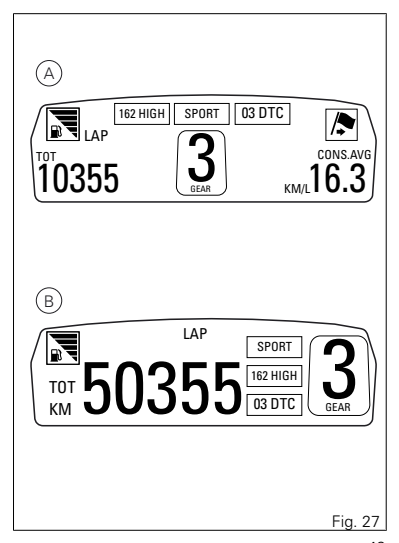 A
162 HIGH SPORT 03 DTC
LAP
TOT CONS.AVG
10355 3 KM/L 16.3
GEAR
B
LAP
SPORT
TOT 50355 162 HIGH 3
KM 03 DTC GEAR
Fig. 27